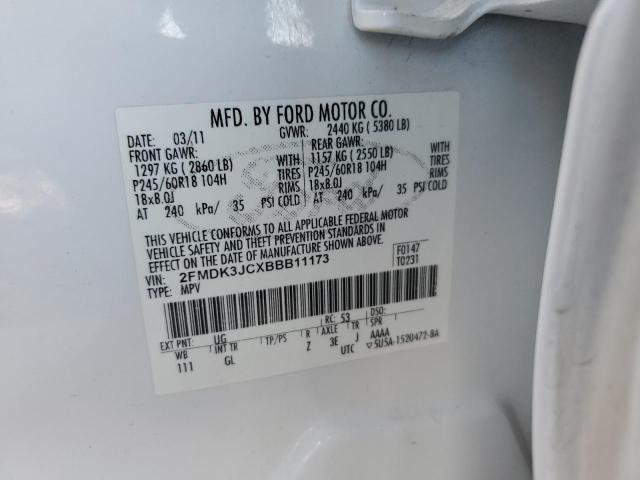 MFD. BY FORD MOTOR CO.
DATE: 03/11 GVWR: 2440 KG ( 5380 LB)
FRONT GAWR: REAR GAWR:
1297 KG ( 2860 LB) WITH 1157 KG ( 2550 LB) WITH
P245/60R18 104H TIRES P245/60R18 104H TIRES
18x8.0J RIMS 18x8.0J RIMS
AT 240 kPa/ 35 PSI COLD AT 240 kPa/ 35 PSI COLD
THIS VEHICLE CONFORMS TO ALL APPLICABLE FEDERAL MOTOR
VEHICLE SAFETY AND THEFT PREVENTION STANDARDS IN
EFFECT ON THE DATE OF MANUFACTURE SHOWN ABOVE.
VIN: 2FMDK3JCXBBB11173 F0147
TYPE: MPV T0231
EXT PNT: UG RC: 53 DSO:
WB INT TR TP/PS R AXLE TR SPR
111 GL Z 3E J AAAA
UTC ▽5U5A-1520472-BA